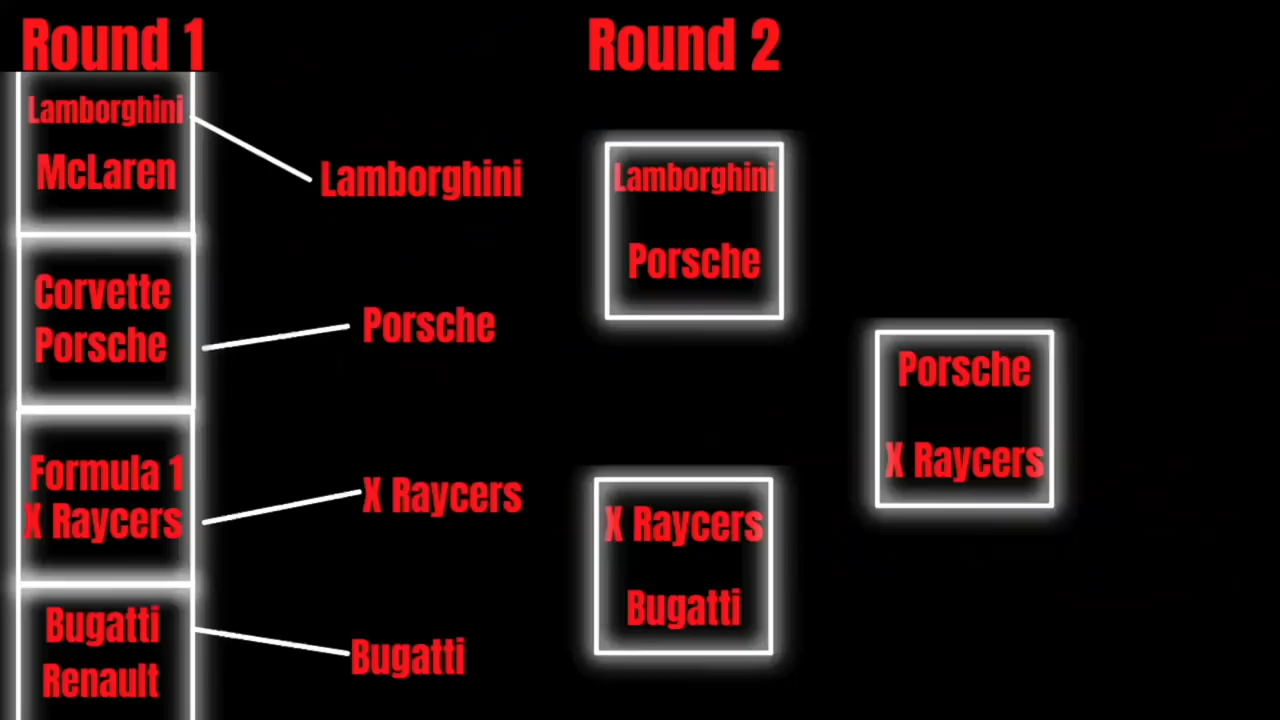 Round 1
Lamborghini
McLaren
Corvette
Porsche
Formula 1
X Raycers
Bugatti
Renault
Lamborghini
Porsche
X Raycers
Bugatti
Round 2
Lamborghini
Porsche
X Raycers
Bugatti
Porsche
X Raycers